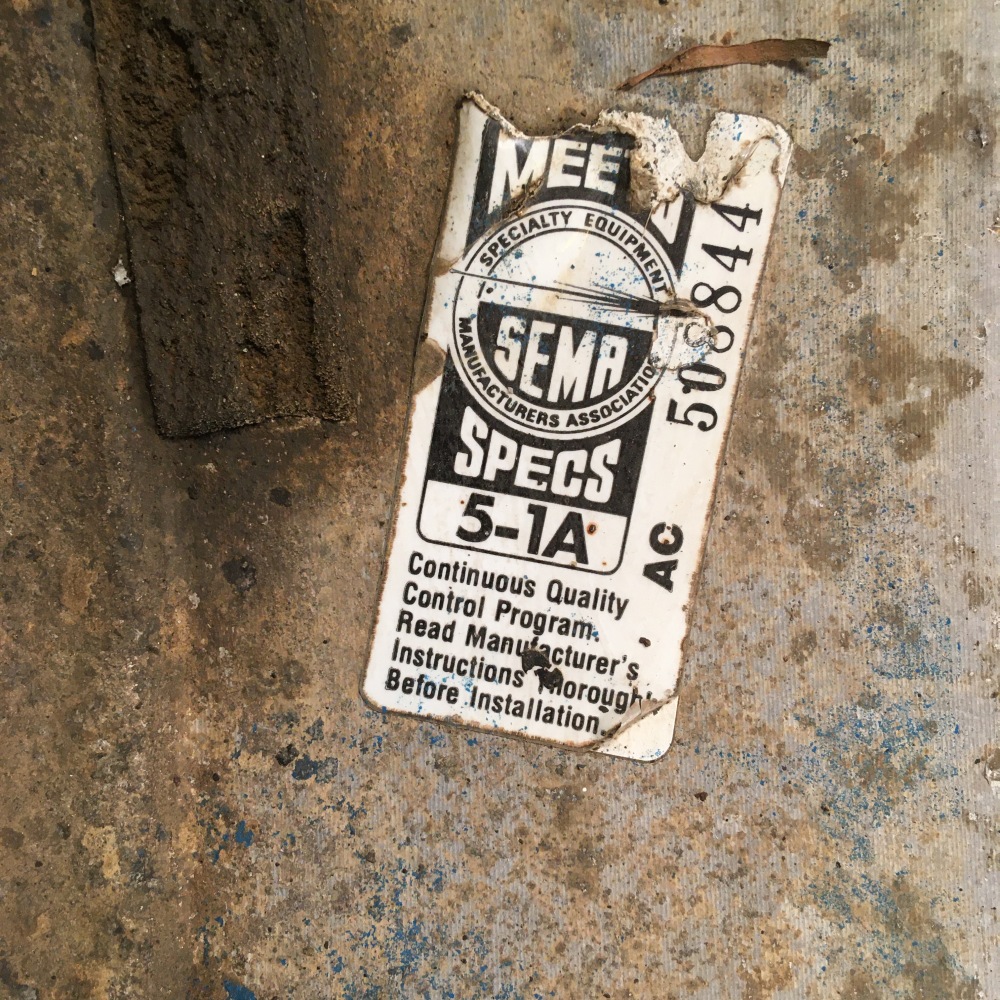 MEE
SPECIALTY EQUIPMENT
SEMA
MANUFACTURERS ASSOCIATION
SPECS
5-1A
Continuous Quality
Control Program.
Read Manufacturer's
Instructions Thorough
Before Installation.
AC
508844